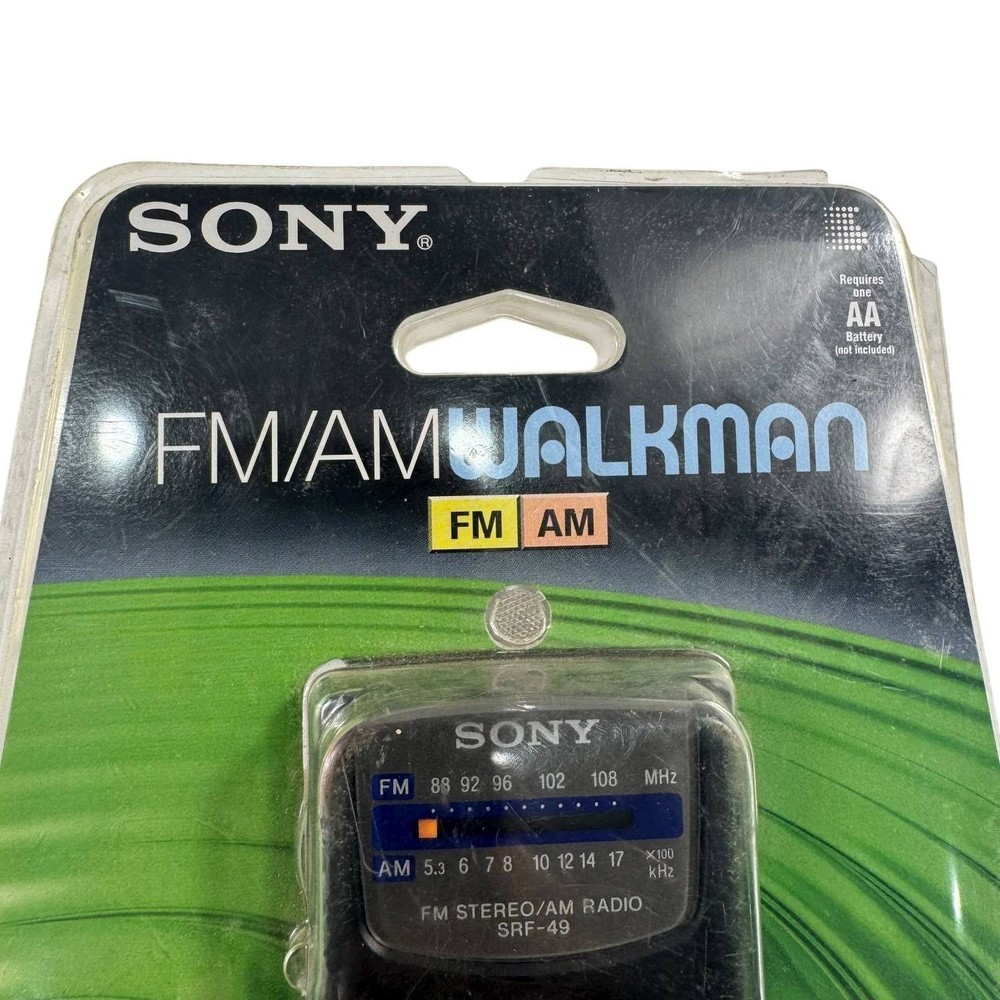 SONY®
Requires
one
AA
Battery
(not included)
FM/AM WALKMAN
FM AM
SONY
FM 88 92 96 102 108 MHz
AM 5.3 6 7 8 10 12 14 17 x100 kHz
FM STEREO/AM RADIO
SRF-49